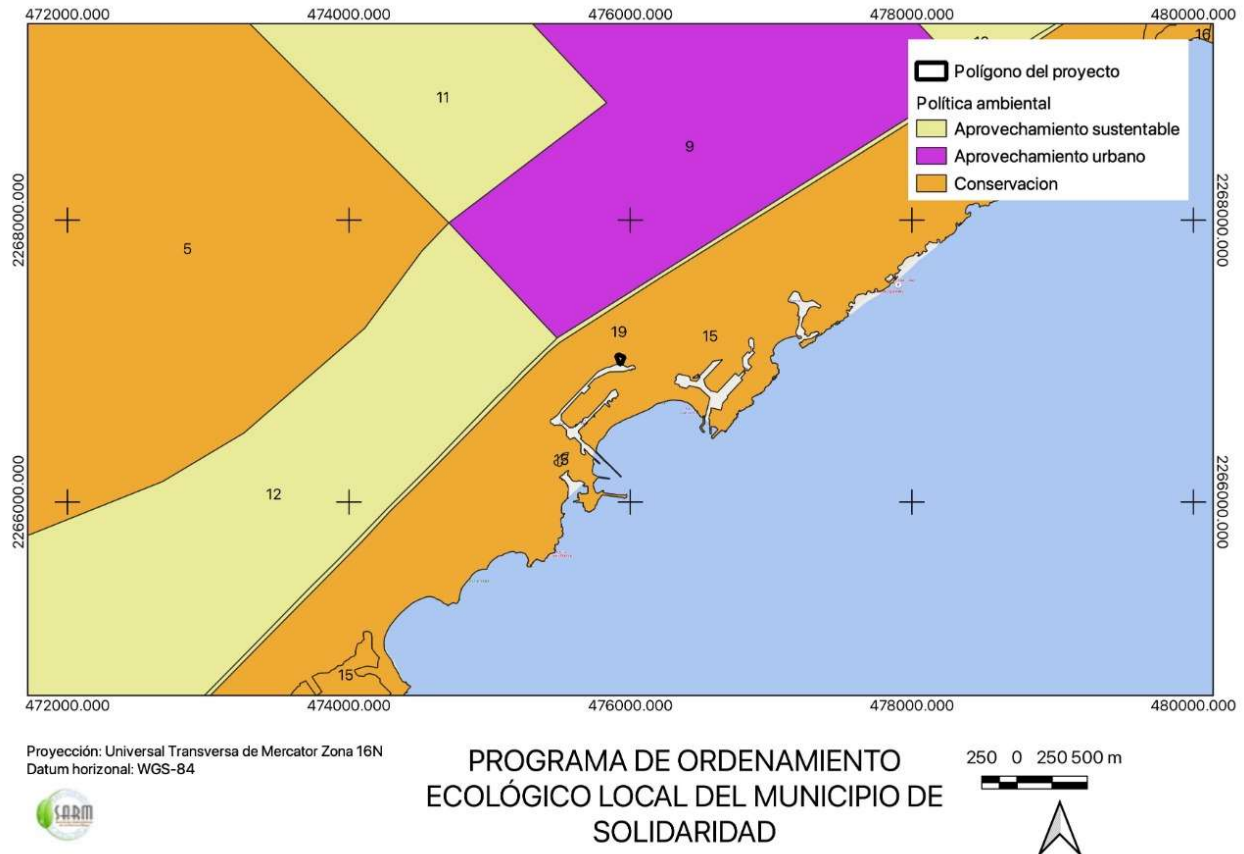 472000.000
474000.000
476000.000
478000.000
480000.000
16
11
9
5
2268000.000
2268000.000
Polígono del proyecto
Política ambiental
Aprovechamiento sustentable
Aprovechamiento urbano
Conservacion
19
15
12
2266000.000
2266000.000
15
472000.000
474000.000
476000.000
478000.000
480000.000
Proyección: Universal Transversa de Mercator Zona 16N
Datum horizonal: WGS-84
SARM
PROGRAMA DE ORDENAMIENTO
ECOLÓGICO LOCAL DEL MUNICIPIO DE
SOLIDARIDAD
250 0 250 500 m